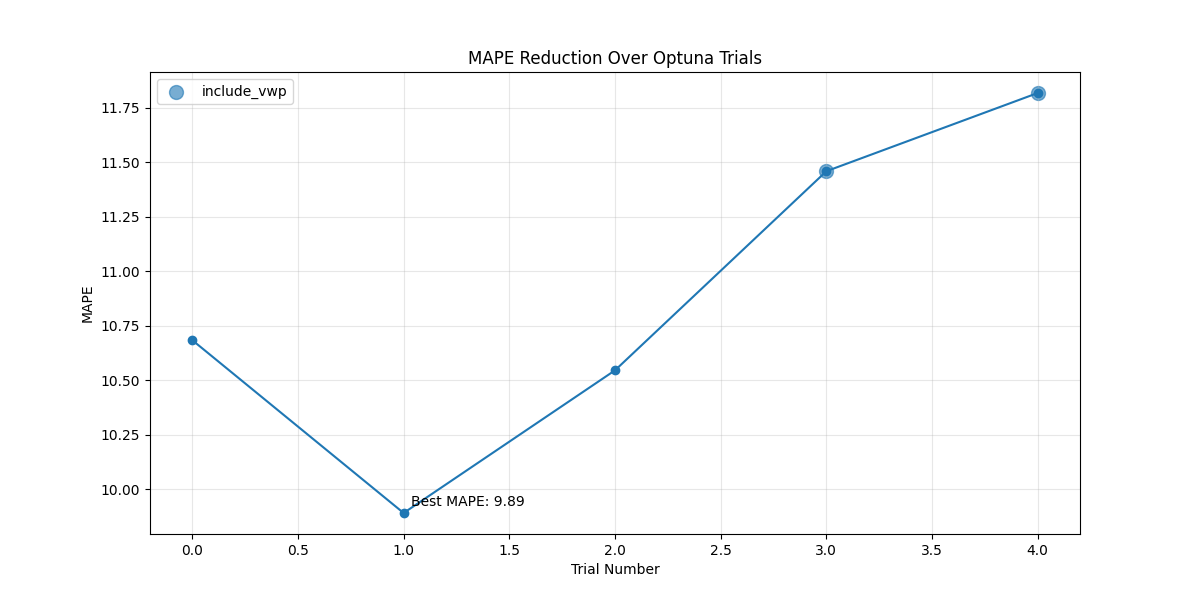 MAPE Reduction Over Optuna Trials
include_vwp
11.75
11.50
11.25
11.00
10.75
10.50
10.25
10.00
MAPE
Best MAPE: 9.89
0.0 0.5 1.0 1.5 2.0 2.5 3.0 3.5 4.0
Trial Number